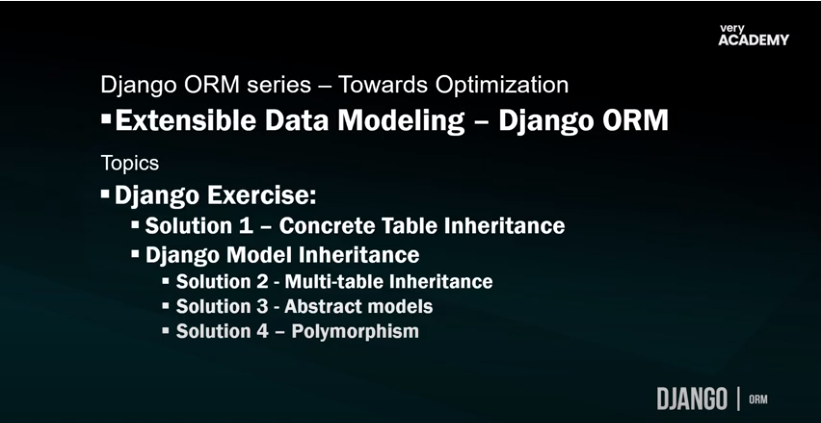 very
ACADEMY
Django ORM series – Towards Optimization
▪Extensible Data Modeling – Django ORM
Topics
▪Django Exercise:
▪Solution 1 – Concrete Table Inheritance
▪Django Model Inheritance
▪Solution 2 - Multi-table Inheritance
▪Solution 3 - Abstract models
▪Solution 4 – Polymorphism
DJANGO | ORM